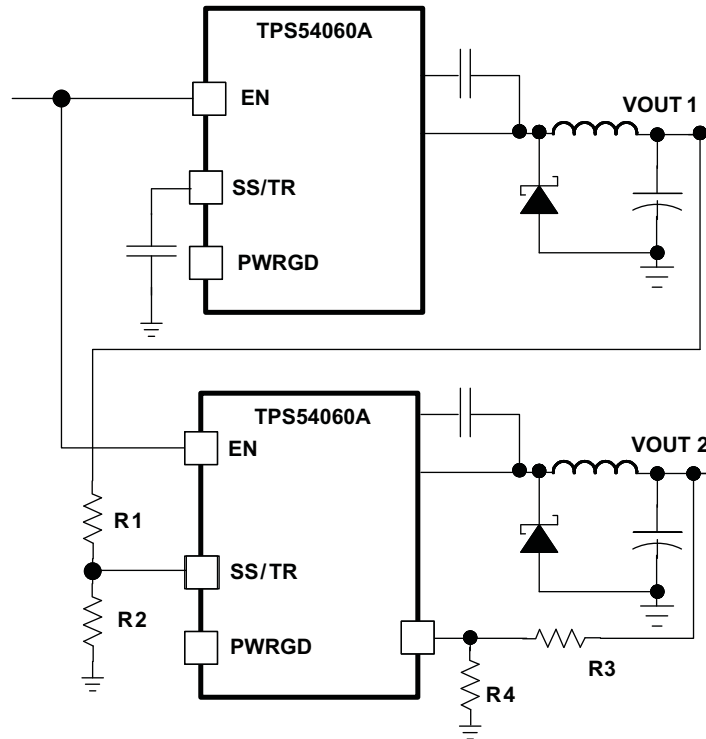 TPS54060A
EN
VOUT 1
SS/TR
PWRGD
TPS54060A
EN
VOUT 2
R1
SS/TR
R2
PWRGD
R3
R4